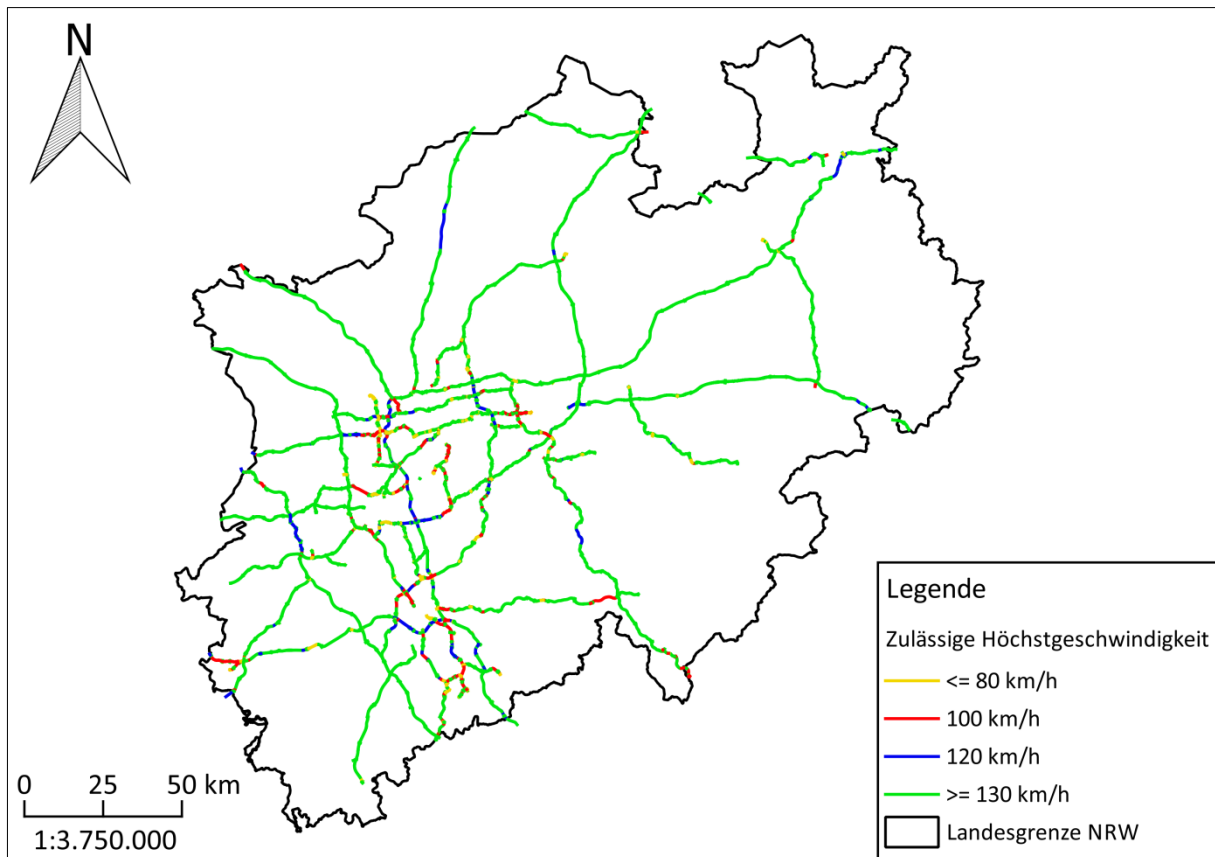 N
0 25 50 km
1:3.750.000
Legende
Zulässige Höchstgeschwindigkeit
<= 80 km/h
100 km/h
120 km/h
>= 130 km/h
Landesgrenze NRW